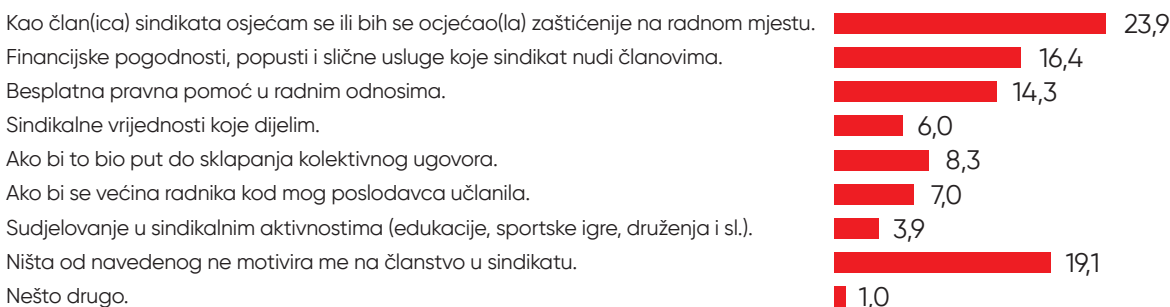 Kao član(ica) sindikata osjećam se ili bih se ocjećao(la) zaštićenije na radnom mjestu. 23,9
Financijske pogodnosti, popusti i slične usluge koje sindikat nudi članovima. 16,4
Besplatna pravna pomoć u radnim odnosima. 14,3
Sindikalne vrijednosti koje dijelim. 6,0
Ako bi to bio put do sklapanja kolektivnog ugovora. 8,3
Ako bi se većina radnika kod mog poslodavca učlanila. 7,0
Sudjelovanje u sindikalnim aktivnostima (edukacije, sportske igre, druženja i sl.). 3,9
Ništa od navedenog ne motivira me na članstvo u sindikatu. 19,1
Nešto drugo. 1,0